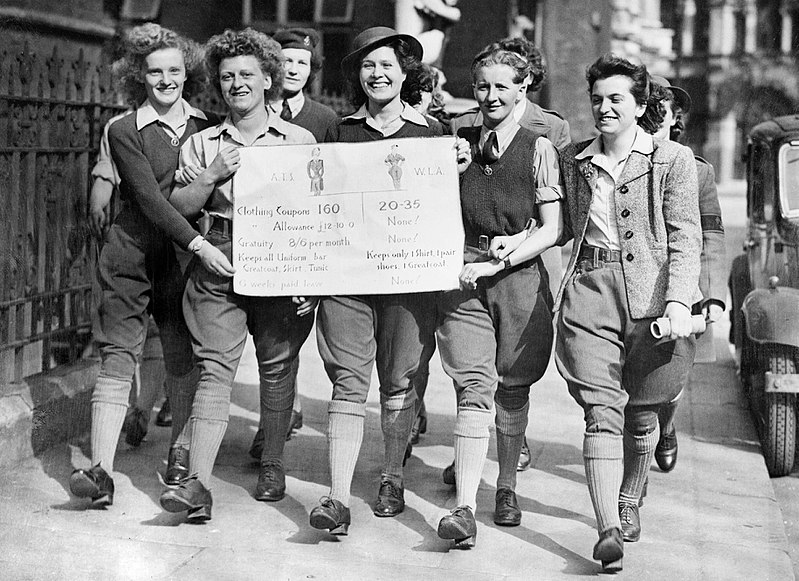 A.T.S. W.L.A.
Clothing Coupons 160 20-35
" Allowance £12-10-0 None!
Gratuity 8/6 per month None!
Keeps all Uniform bar Keeps only 1 Shirt, 1 pair
Greatcoat, Skirt, Tunic shoes, 1 Greatcoat.
6 weeks paid leave None!